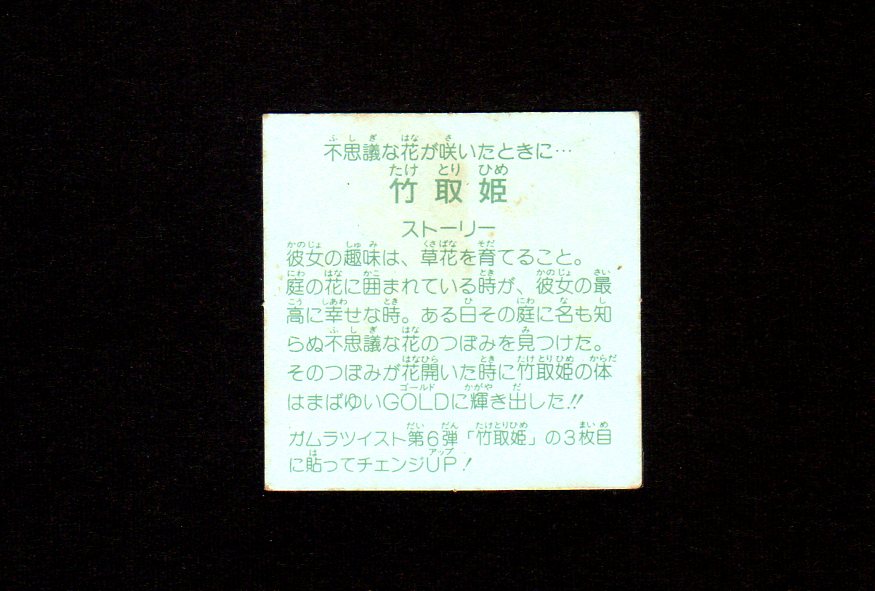 不思議な花が咲いたときに…
竹取姫
ストーリー
彼女の趣味は、草花を育てること。
庭の花に囲まれている時が、彼女の最
高に幸せな時。ある日その庭に名も知
らぬ不思議な花のつぼみを見つけた。
そのつぼみが花開いた時に竹取姫の体
はまばゆいGOLDに輝き出した!!
ガムラツイスト第6弾「竹取姫」の3枚目
に貼ってチェンジUP!